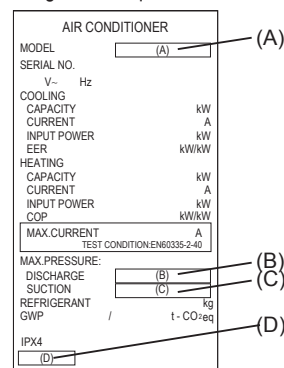 AIR CONDITIONER
MODEL (A) (A)
SERIAL NO.
V~ Hz
COOLING
CAPACITY kW
CURRENT A
INPUT POWER kW
EER kW/kW
HEATING
CAPACITY kW
CURRENT A
INPUT POWER kW
COP kW/kW
MAX.CURRENT A
TEST CONDITION:EN60335-2-40
MAX.PRESSURE:
DISCHARGE (B) (B)
SUCTION (C) (C)
REFRIGERANT kg
GWP / t - CO2eq
IPX4
(D) (D)